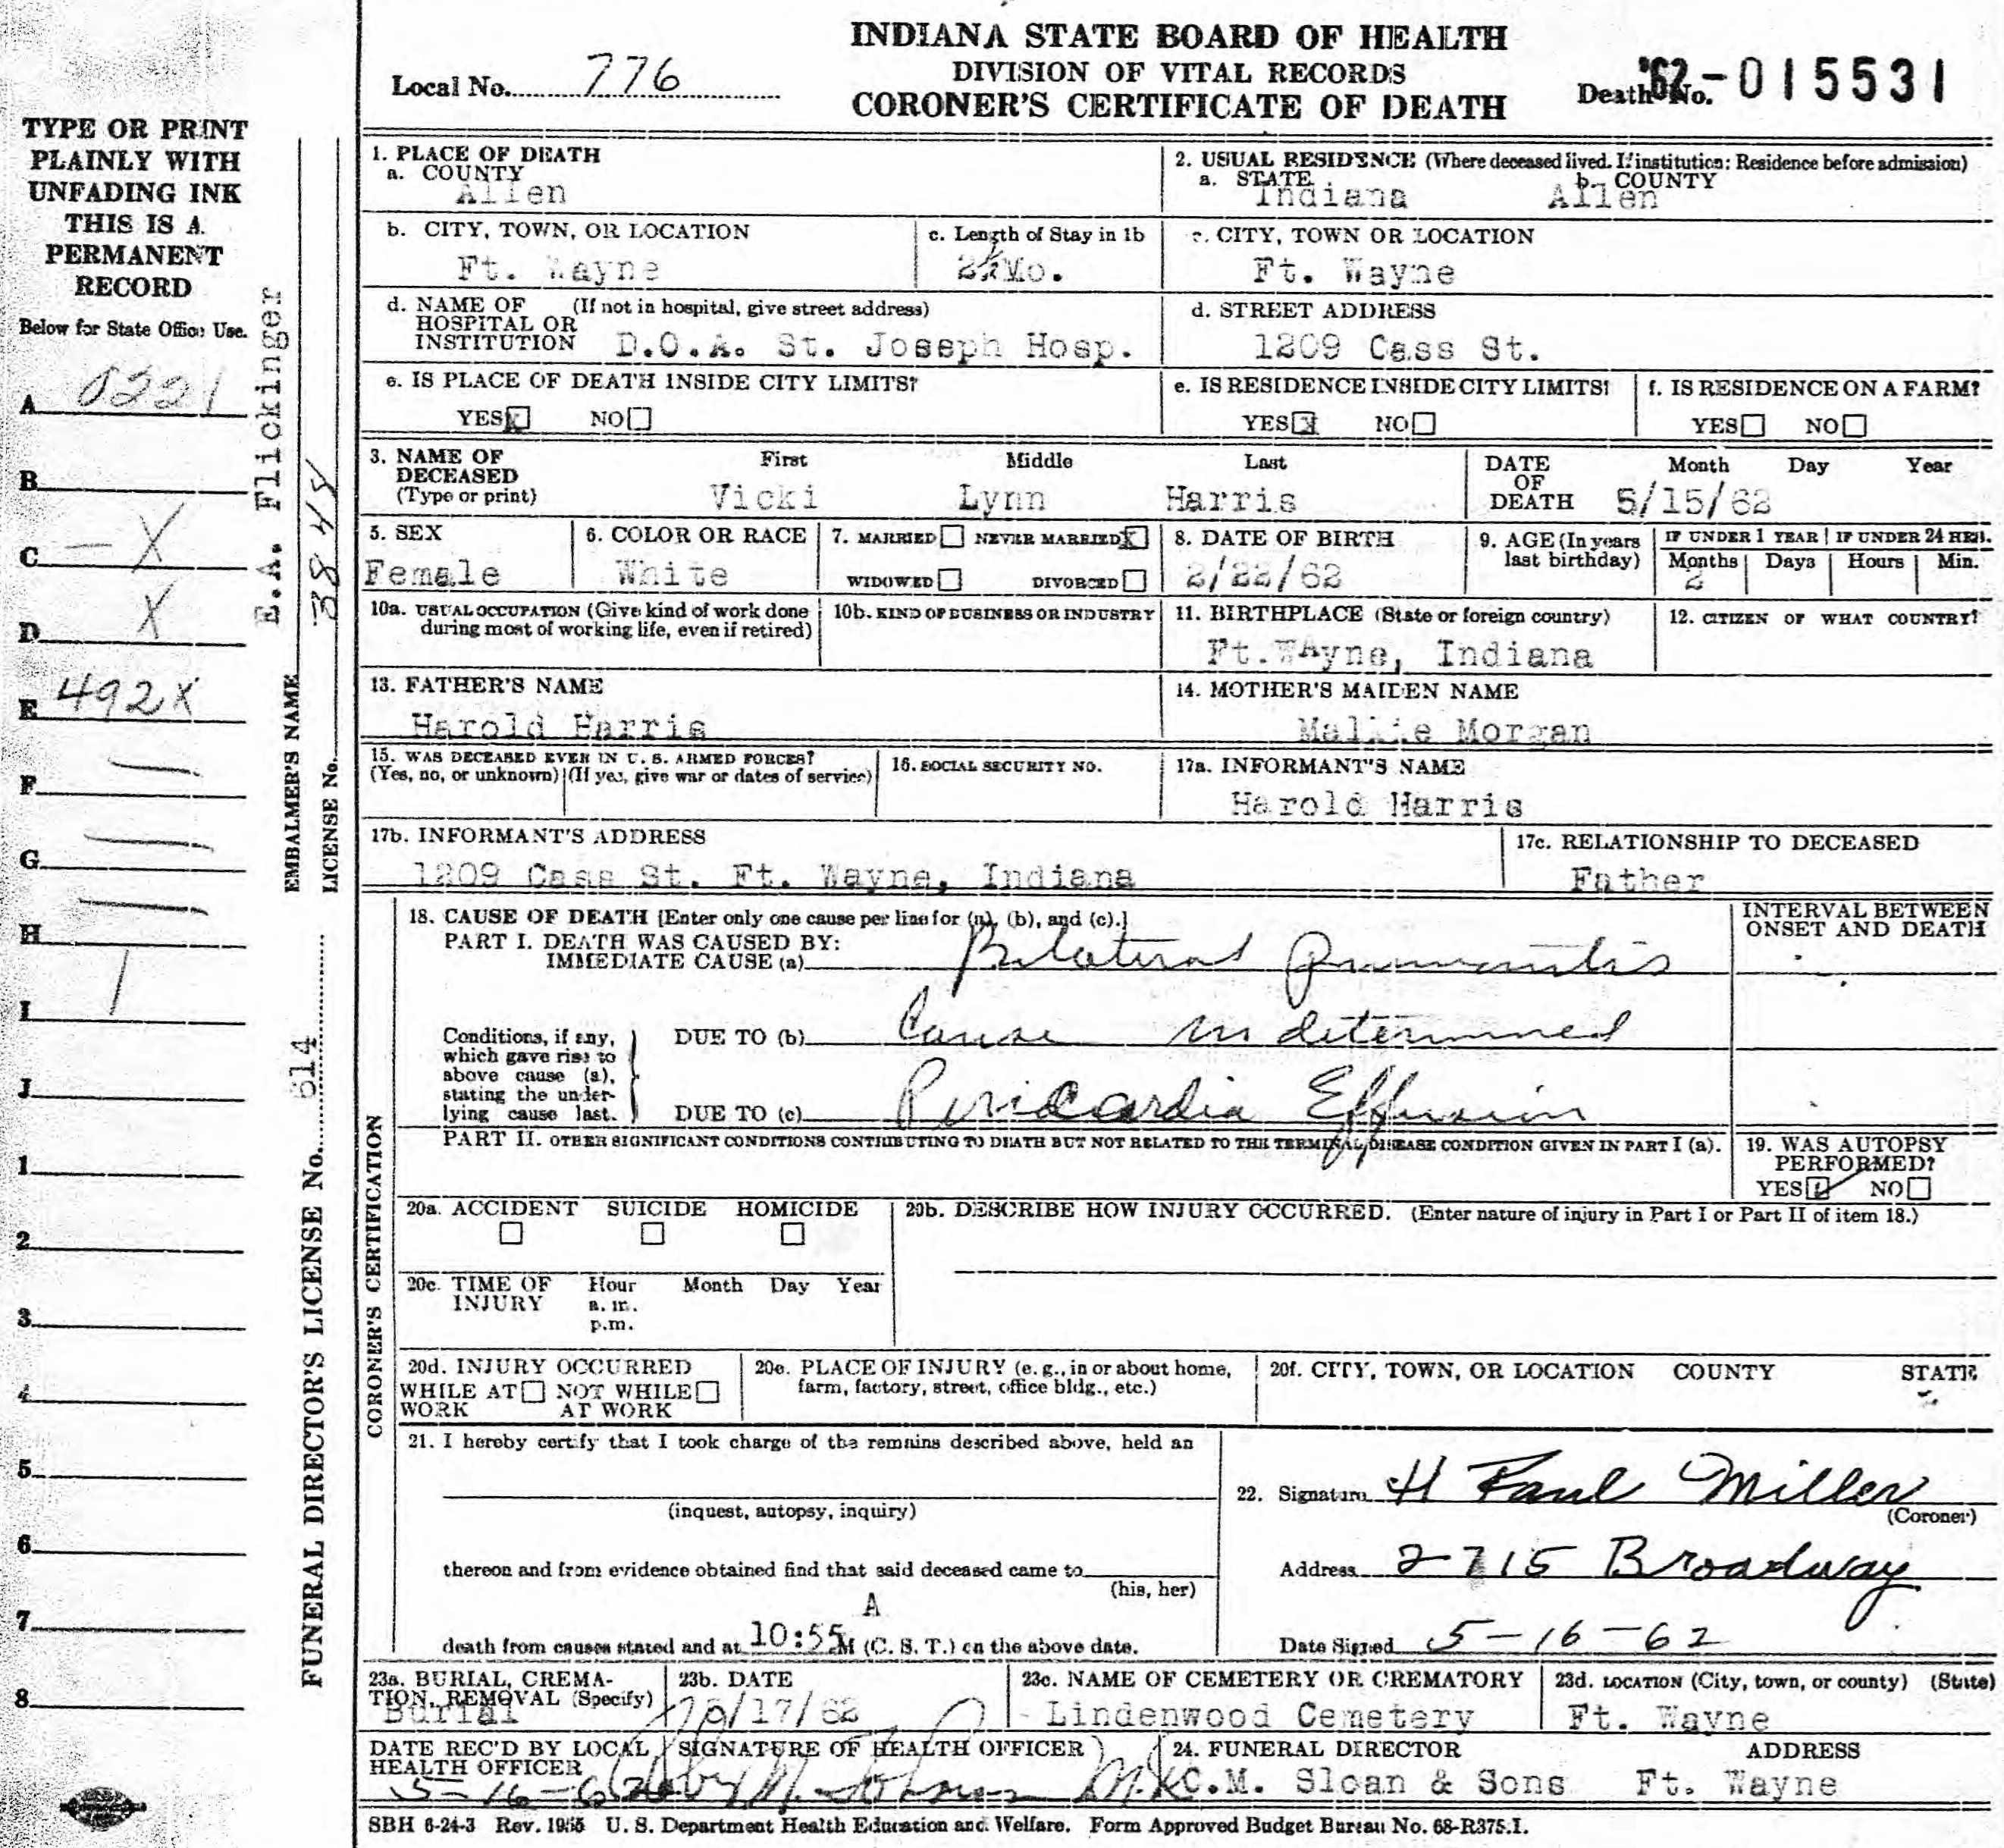 INDIANA STATE BOARD OF HEALTH
DIVISION OF VITAL RECORDS
CORONER'S CERTIFICATE OF DEATH
Local No. 776
Death No. '62-015531
TYPE OR PRINT
PLAINLY WITH
UNFADING INK
THIS IS A
PERMANENT
RECORD
Below for State Office Use.
A 0221
B
C — X
D X
E 492X
F —
G —
H —
I 1
J
1
2
3
4
5
6
7
8
EMBALMER'S NAME E.A. Flickinger
LICENSE No. 3848
FUNERAL DIRECTOR'S LICENSE No. 614
1. PLACE OF DEATH
a. COUNTY
Allen
2. USUAL RESIDENCE (Where deceased lived. If institution: Residence before admission)
a. STATE b. COUNTY
Indiana Allen
b. CITY, TOWN, OR LOCATION
Ft. Wayne
c. Length of Stay in 1b
2½Mo.
c. CITY, TOWN OR LOCATION
Ft. Wayne
d. NAME OF (If not in hospital, give street address)
HOSPITAL OR
INSTITUTION D.O.A. St. Joseph Hosp.
d. STREET ADDRESS
1209 Cass St.
e. IS PLACE OF DEATH INSIDE CITY LIMITS?
YES X NO
e. IS RESIDENCE INSIDE CITY LIMITS?
YES X NO
f. IS RESIDENCE ON A FARM?
YES NO
3. NAME OF DECEASED (Type or print)
First Middle Last
Vicki Lynn Harris
DATE OF DEATH
Month Day Year
5/15/62
5. SEX
Female
6. COLOR OR RACE
White
7. MARRIED NEVER MARRIED X
WIDOWED DIVORCED
8. DATE OF BIRTH
2/22/62
9. AGE (In years last birthday)
IF UNDER 1 YEAR IF UNDER 24 HRS.
Months Days Hours Min.
2
10a. USUAL OCCUPATION (Give kind of work done
during most of working life, even if retired)
10b. KIND OF BUSINESS OR INDUSTRY
11. BIRTHPLACE (State or foreign country)
Ft.WAyne, Indiana
12. CITIZEN OF WHAT COUNTRY?
13. FATHER'S NAME
Harold Harris
14. MOTHER'S MAIDEN NAME
Mallie Morgan
15. WAS DECEASED EVER IN U. S. ARMED FORCES?
(Yes, no, or unknown) (If yes, give war or dates of service)
16. SOCIAL SECURITY NO.
17a. INFORMANT'S NAME
Harold Harris
17b. INFORMANT'S ADDRESS
1209 Cass St. Ft. Wayne, Indiana
17c. RELATIONSHIP TO DECEASED
Father
18. CAUSE OF DEATH [Enter only one cause per line for (a), (b), and (c).]
PART I. DEATH WAS CAUSED BY:
IMMEDIATE CAUSE (a) Bilateral pneumonitis
INTERVAL BETWEEN
ONSET AND DEATH
Conditions, if any,
which gave rise to
above cause (a),
stating the under-
lying cause last.
DUE TO (b) Cause undetermined
DUE TO (c) Pericardia Effusion
PART II. OTHER SIGNIFICANT CONDITIONS CONTRIBUTING TO DEATH BUT NOT RELATED TO THE TERMINAL DISEASE CONDITION GIVEN IN PART I (a).
19. WAS AUTOPSY
PERFORMED?
YES NO
20a. ACCIDENT SUICIDE HOMICIDE
20b. DESCRIBE HOW INJURY OCCURRED. (Enter nature of injury in Part I or Part II of item 18.)
20c. TIME OF INJURY
Hour Month Day Year
a. m.
p.m.
20d. INJURY OCCURRED
WHILE AT WORK NOT WHILE AT WORK
20e. PLACE OF INJURY (e. g., in or about home,
farm, factory, street, office bldg., etc.)
20f. CITY, TOWN, OR LOCATION COUNTY STATE
CORONER'S CERTIFICATION
21. I hereby certify that I took charge of the remains described above, held an
(inquest, autopsy, inquiry)
thereon and from evidence obtained find that said deceased came to
(his, her)
A
death from causes stated and at 10:55 M (C. S. T.) on the above date.
22. Signature H Paul Miller
(Coroner)
Address 2715 Broadway
Date Signed 5-16-62
23a. BURIAL, CREMA-
TION, REMOVAL (Specify)
Burial
23b. DATE
5/17/62
23c. NAME OF CEMETERY OR CREMATORY
Lindenwood Cemetery
23d. LOCATION (City, town, or county) (State)
Ft. Wayne
DATE REC'D BY LOCAL
HEALTH OFFICER
5-16-62
SIGNATURE OF HEALTH OFFICER
24. FUNERAL DIRECTOR ADDRESS
C.M. Sloan & Sons Ft. Wayne
SBH 6-24-3 Rev. 1955 U. S. Department Health Education and Welfare. Form Approved Budget Bureau No. 68-R375.1.